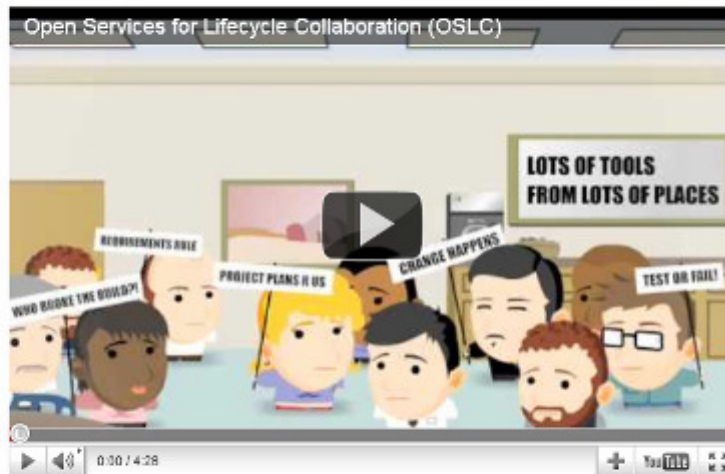 Open Services for Lifecycle Collaboration (OSLC)
LOTS OF TOOLS
FROM LOTS OF PLACES
REQUIREMENTS RULE
CHANGE HAPPENS
PROJECT PLANS R US
TEST OR FAIL!
WHO BROKE THE BUILD?!
0:00 / 4:28
YouTube